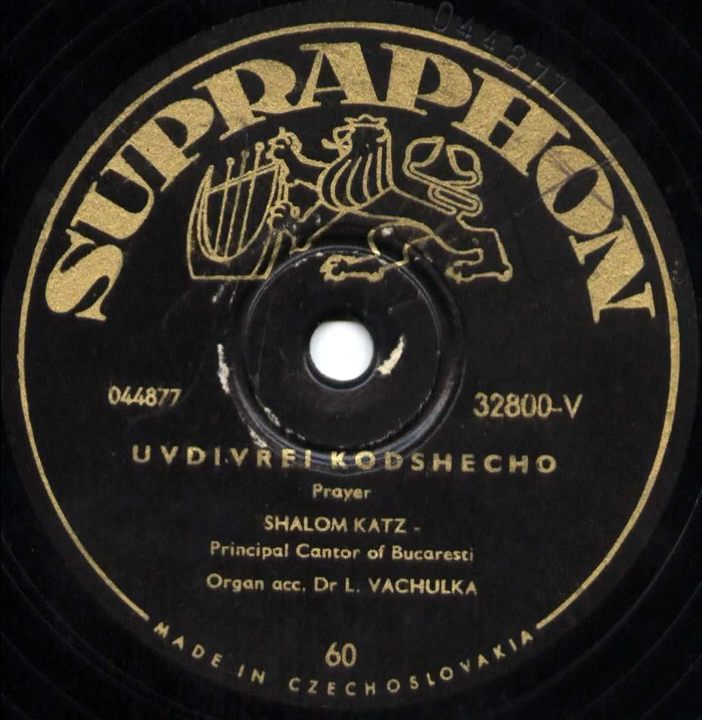 044877
SUPRAPHON
044877
32800-V
UVDIVREI KODSHECHO
Prayer
SHALOM KATZ -
Principal Cantor of Bucaresti
Organ acc. Dr L. VACHULKA
60
MADE IN CZECHOSLOVAKIA